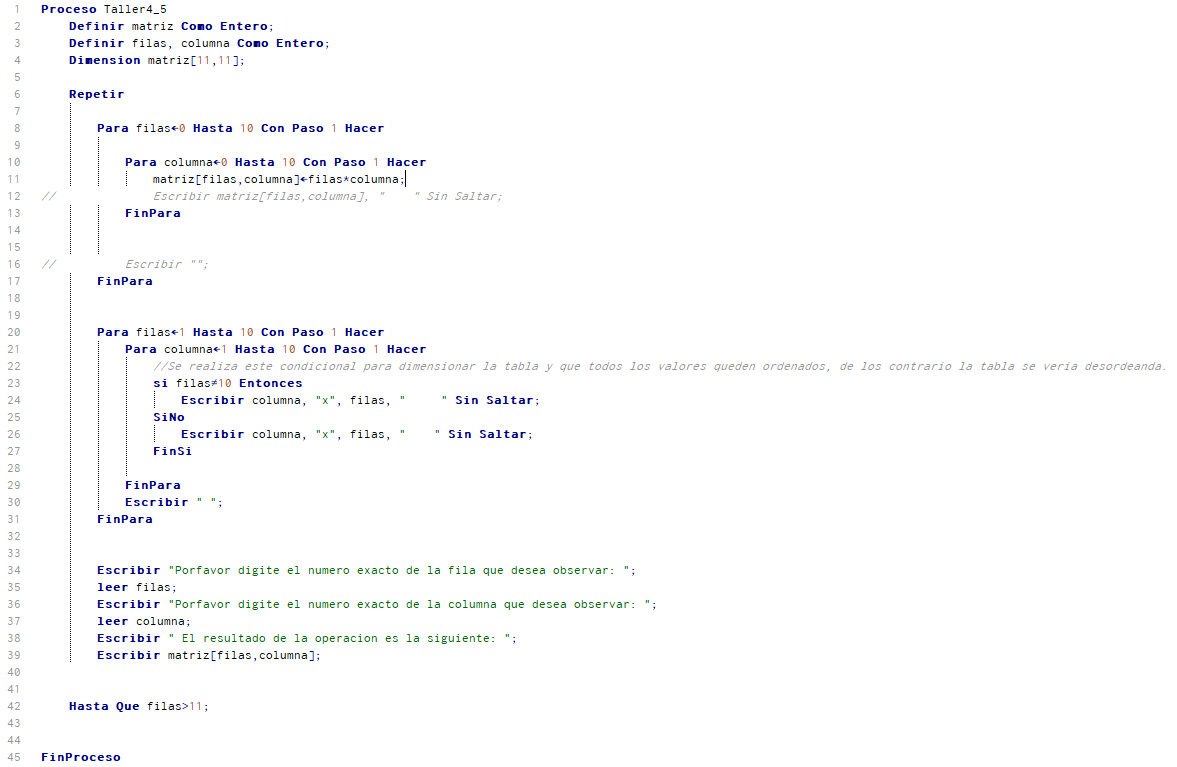 1 Proceso Taller4_5
2 Definir matriz Como Entero;
3 Definir filas, columna Como Entero;
4 Dimension matriz[11,11];
5
6 Repetir
7
8 Para filas←0 Hasta 10 Con Paso 1 Hacer
9
10 Para columna←0 Hasta 10 Con Paso 1 Hacer
11 matriz[filas,columna]←filas*columna;
12 // Escribir matriz[filas,columna], "    " Sin Saltar;
13 FinPara
14
15
16 // Escribir "";
17 FinPara
18
19
20 Para filas←1 Hasta 10 Con Paso 1 Hacer
21 Para columna←1 Hasta 10 Con Paso 1 Hacer
22 //Se realiza este condicional para dimensionar la tabla y que todos los valores queden ordenados, de los contrario la tabla se veria desordeanda.
23 si filas≠10 Entonces
24 Escribir columna, "x", filas, "     " Sin Saltar;
25 SiNo
26 Escribir columna, "x", filas, "    " Sin Saltar;
27 FinSi
28
29 FinPara
30 Escribir " ";
31 FinPara
32
33
34 Escribir "Porfavor digite el numero exacto de la fila que desea observar: ";
35 leer filas;
36 Escribir "Porfavor digite el numero exacto de la columna que desea observar: ";
37 leer columna;
38 Escribir " El resultado de la operacion es la siguiente: ";
39 Escribir matriz[filas,columna];
40
41
42 Hasta Que filas>11;
43
44
45 FinProceso